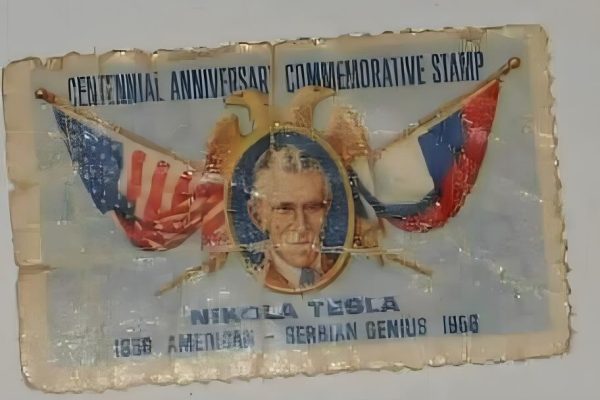 CENTENNIAL ANNIVERSARY COMMEMORATIVE STAMP
NIKOLA TESLA
1856 AMERICAN - SERBIAN GENIUS 1956